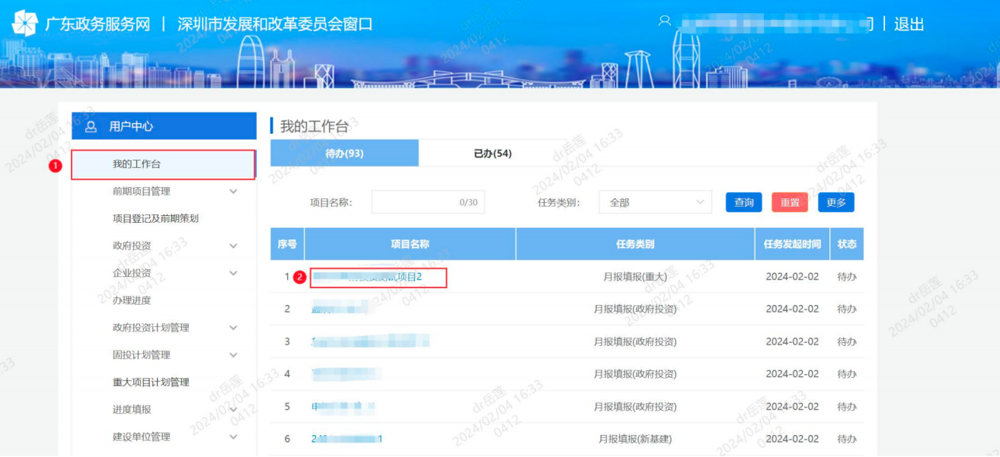 广东政务服务网 | 深圳市发展和改革委员会窗口
| 退出
用户中心
我的工作台
1
我的工作台
前期项目管理
项目登记及前期策划
政府投资
企业投资
办理进度
政府投资计划管理
固投计划管理
重大项目计划管理
进度填报
建设单位管理
待办(93) 已办(54)
项目名称: 0/30 任务类别: 全部 查询 重置 更多
序号 项目名称 任务类别 任务发起时间 状态
1 2 项目2 月报填报(重大) 2024-02-02 待办
2 月报填报(政府投资) 2024-02-02 待办
3 月报填报(政府投资) 2024-02-02 待办
4 月报填报(政府投资) 2024-02-02 待办
5 申 月报填报(政府投资) 2024-02-02 待办
6 月报填报(新基建) 2024-02-02 待办
dr岳莲 16:33
2024/02/04 0412